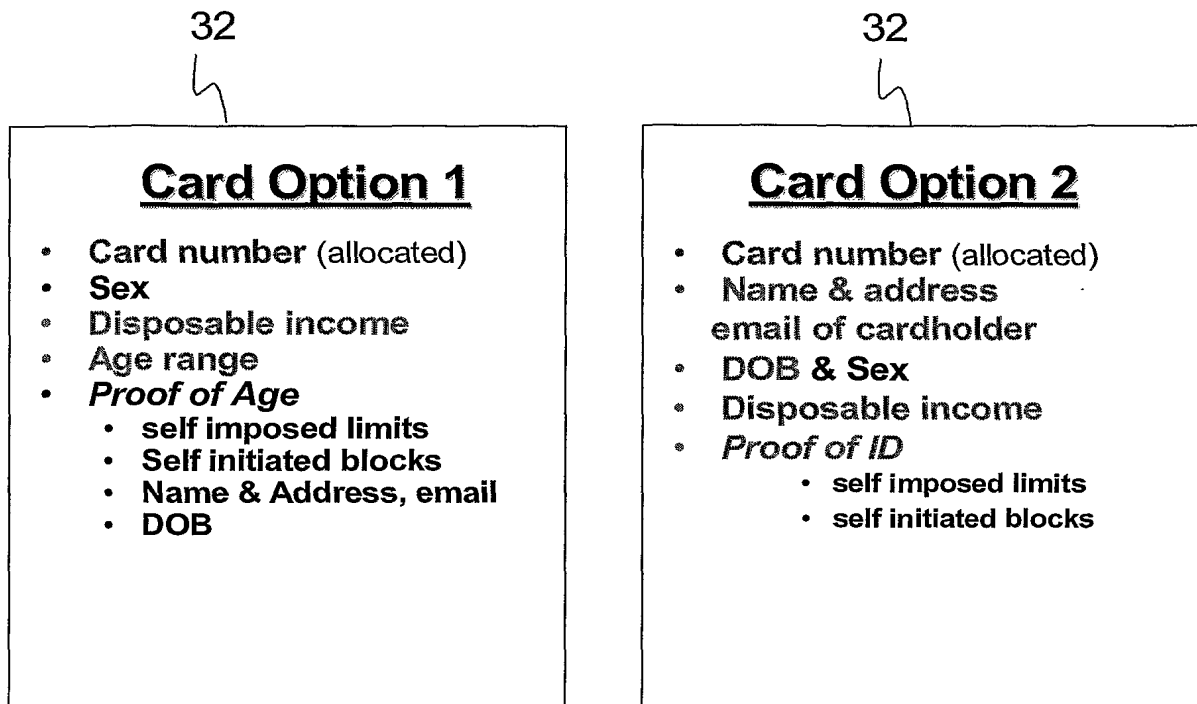 32
Card Option 1
• Card number (allocated)
• Sex
• Disposable income
• Age range
• Proof of Age
• self imposed limits
• Self initiated blocks
• Name & Address, email
• DOB
32
Card Option 2
• Card number (allocated)
• Name & address
email of cardholder
• DOB & Sex
• Disposable income
• Proof of ID
• self imposed limits
• self initiated blocks